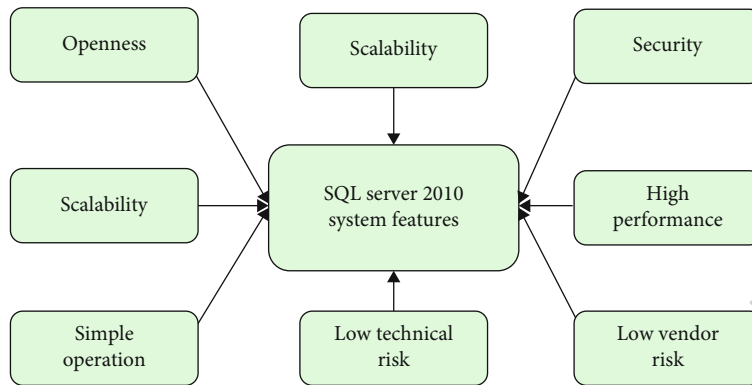 Openness
Scalability
Security
Scalability
SQL server 2010
system features
High
performance
Simple
operation
Low technical
risk
Low vendor
risk